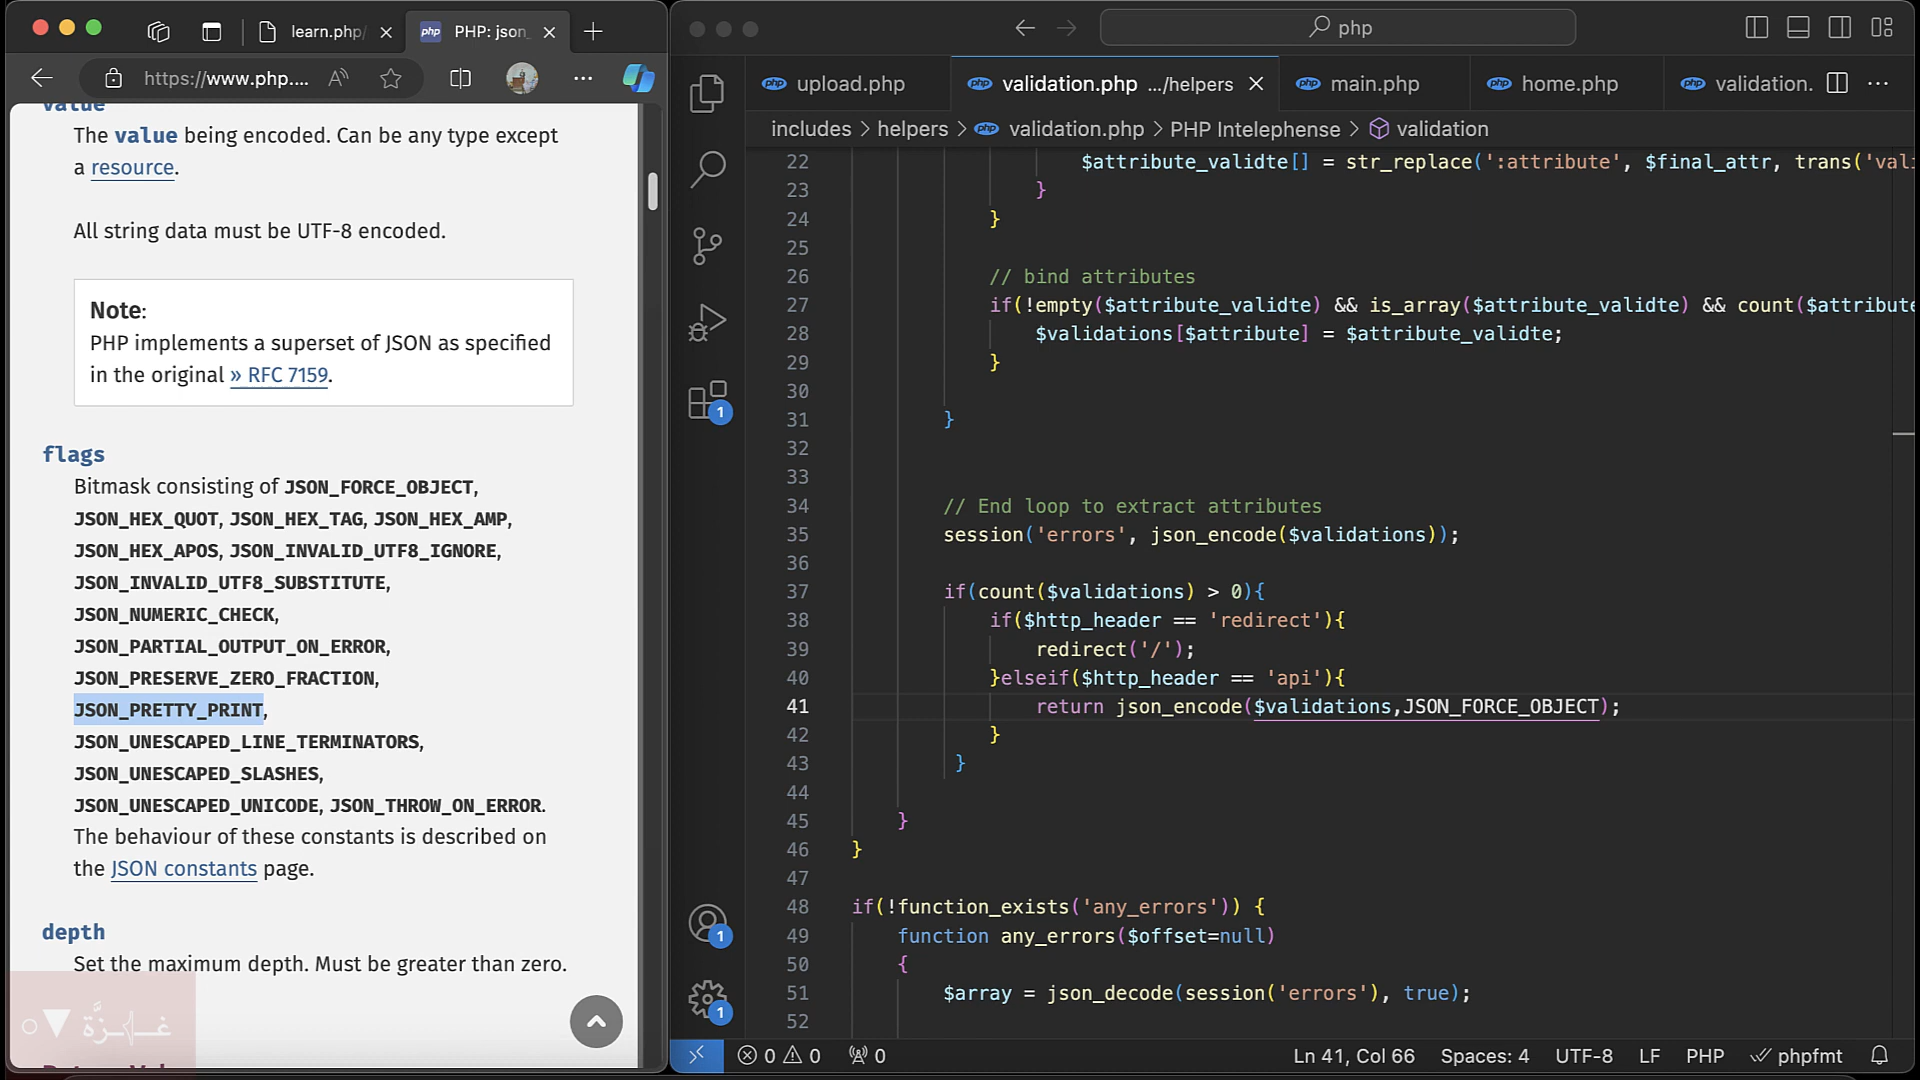 learn.php/
PHP: json_
https://www.php....
value
The value being encoded. Can be any type except
a resource.
All string data must be UTF-8 encoded.
Note:
PHP implements a superset of JSON as specified
in the original » RFC 7159.
flags
Bitmask consisting of JSON_FORCE_OBJECT,
JSON_HEX_QUOT, JSON_HEX_TAG, JSON_HEX_AMP,
JSON_HEX_APOS, JSON_INVALID_UTF8_IGNORE,
JSON_INVALID_UTF8_SUBSTITUTE,
JSON_NUMERIC_CHECK,
JSON_PARTIAL_OUTPUT_ON_ERROR,
JSON_PRESERVE_ZERO_FRACTION,
JSON_PRETTY_PRINT,
JSON_UNESCAPED_LINE_TERMINATORS,
JSON_UNESCAPED_SLASHES,
JSON_UNESCAPED_UNICODE, JSON_THROW_ON_ERROR.
The behaviour of these constants is described on
the JSON constants page.
depth
Set the maximum depth. Must be greater than zero.
php
upload.php
validation.php .../helpers
main.php
home.php
validation.
includes > helpers > validation.php > PHP Intelephense > validation
22 $attribute_validte[] = str_replace(':attribute', $final_attr, trans('vali
23 }
24 }
25
26 // bind attributes
27 if(!empty($attribute_validte) && is_array($attribute_validte) && count($attribute
28 $validations[$attribute] = $attribute_validte;
29 }
30
31 }
32
33
34 // End loop to extract attributes
35 session('errors', json_encode($validations));
36
37 if(count($validations) > 0){
38 if($http_header == 'redirect'){
39 redirect('/');
40 }elseif($http_header == 'api'){
41 return json_encode($validations,JSON_FORCE_OBJECT);
42 }
43 }
44
45 }
46 }
47
48 if(!function_exists('any_errors')) {
49 function any_errors($offset=null)
50 {
51 $array = json_decode(session('errors'), true);
52
1
1
1
0 0 0
Ln 41, Col 66 Spaces: 4 UTF-8 LF PHP phpfmt